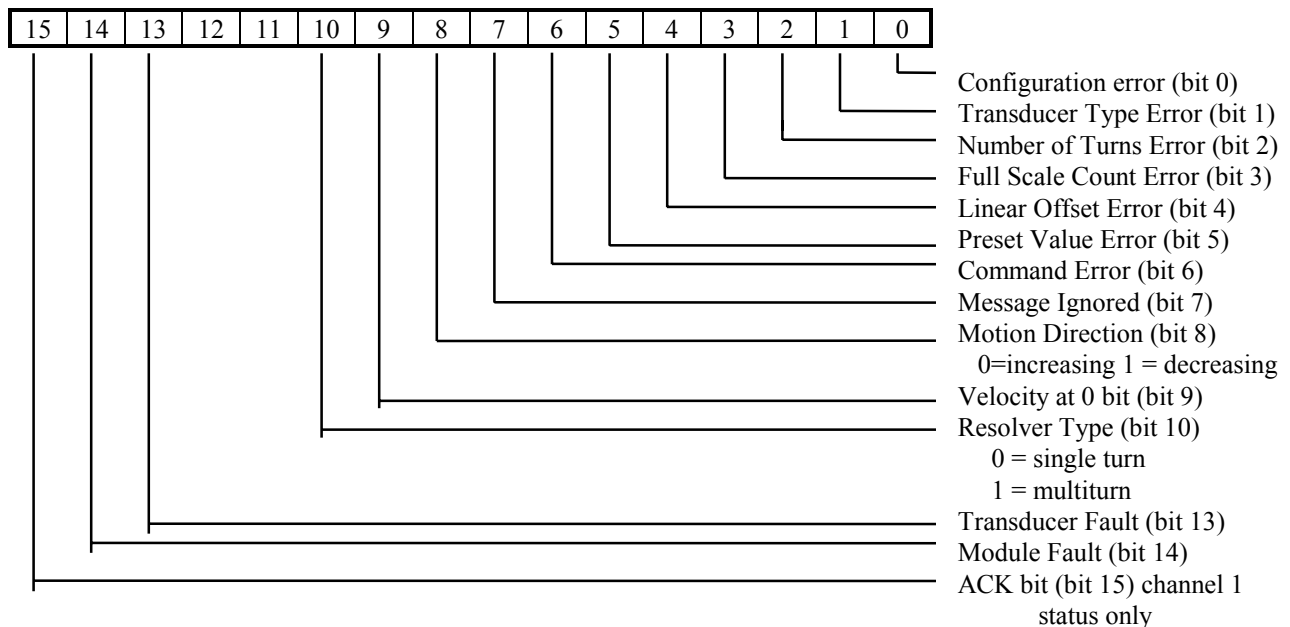 15 14 13 12 11 10 9 8 7 6 5 4 3 2 1 0
Configuration error (bit 0)
Transducer Type Error (bit 1)
Number of Turns Error (bit 2)
Full Scale Count Error (bit 3)
Linear Offset Error (bit 4)
Preset Value Error (bit 5)
Command Error (bit 6)
Message Ignored (bit 7)
Motion Direction (bit 8)
0=increasing 1 = decreasing
Velocity at 0 bit (bit 9)
Resolver Type (bit 10)
0 = single turn
1 = multiturn
Transducer Fault (bit 13)
Module Fault (bit 14)
ACK bit (bit 15) channel 1
status only